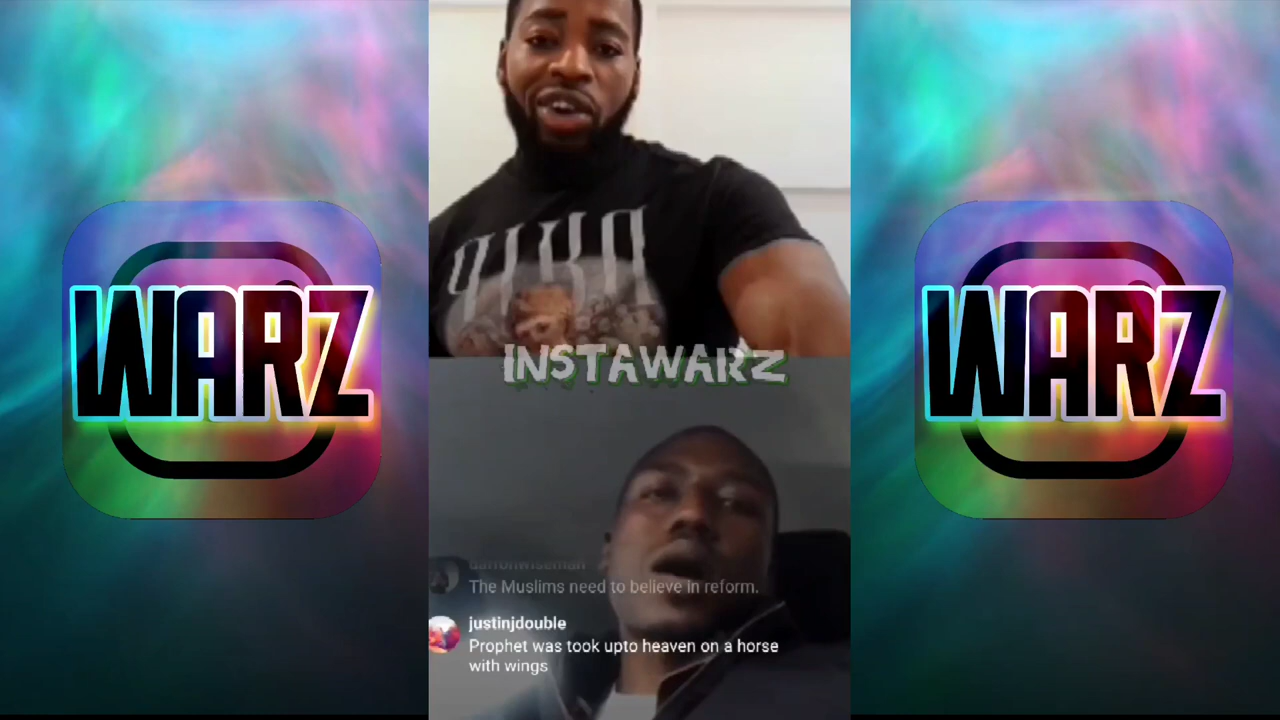 WARZ
WARZ
INSTAWARZ
The Muslims need to believe in reform.
justinjdouble
Prophet was took upto heaven on a horse
with wings